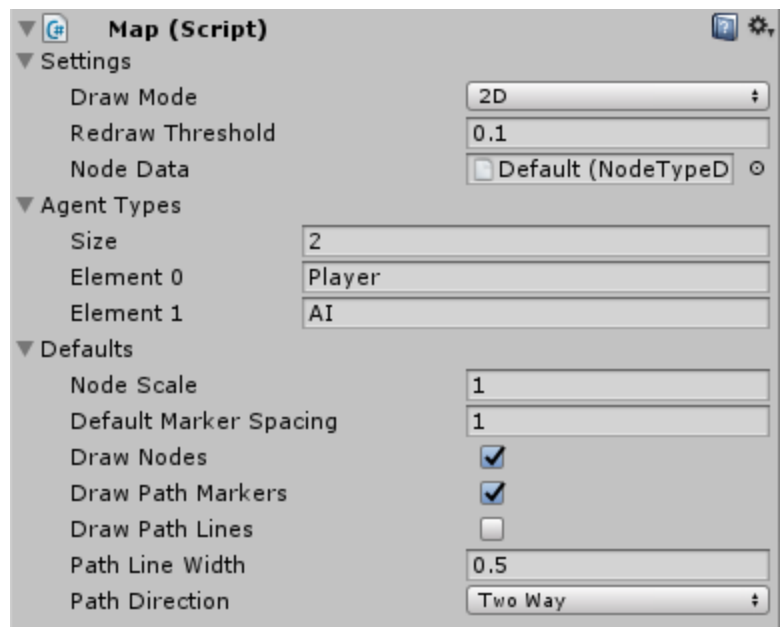 Map (Script)
Settings
Draw Mode 2D
Redraw Threshold 0.1
Node Data Default (NodeTypeD
Agent Types
Size 2
Element 0 Player
Element 1 AI
Defaults
Node Scale 1
Default Marker Spacing 1
Draw Nodes
Draw Path Markers
Draw Path Lines
Path Line Width 0.5
Path Direction Two Way